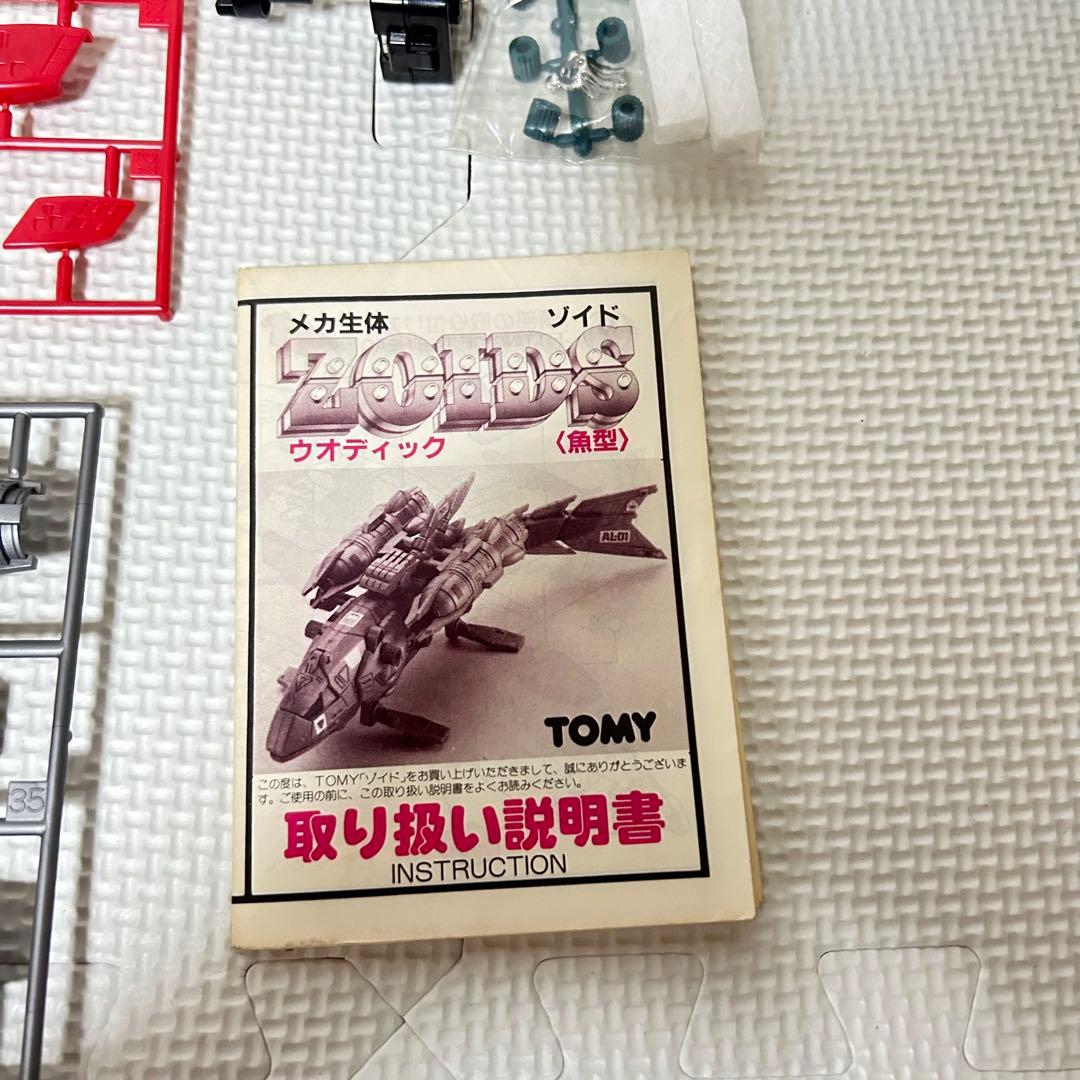 メカ生体 ゾイド
ZOIDS
ウオディック 〈魚型〉
AL-01
TOMY
この度は、TOMY「ゾイド」をお買い上げいただきまして、誠にありがとうございま
す。ご使用の前に、この取り扱い説明書をよくお読みください。
取り扱い説明書
INSTRUCTION
35